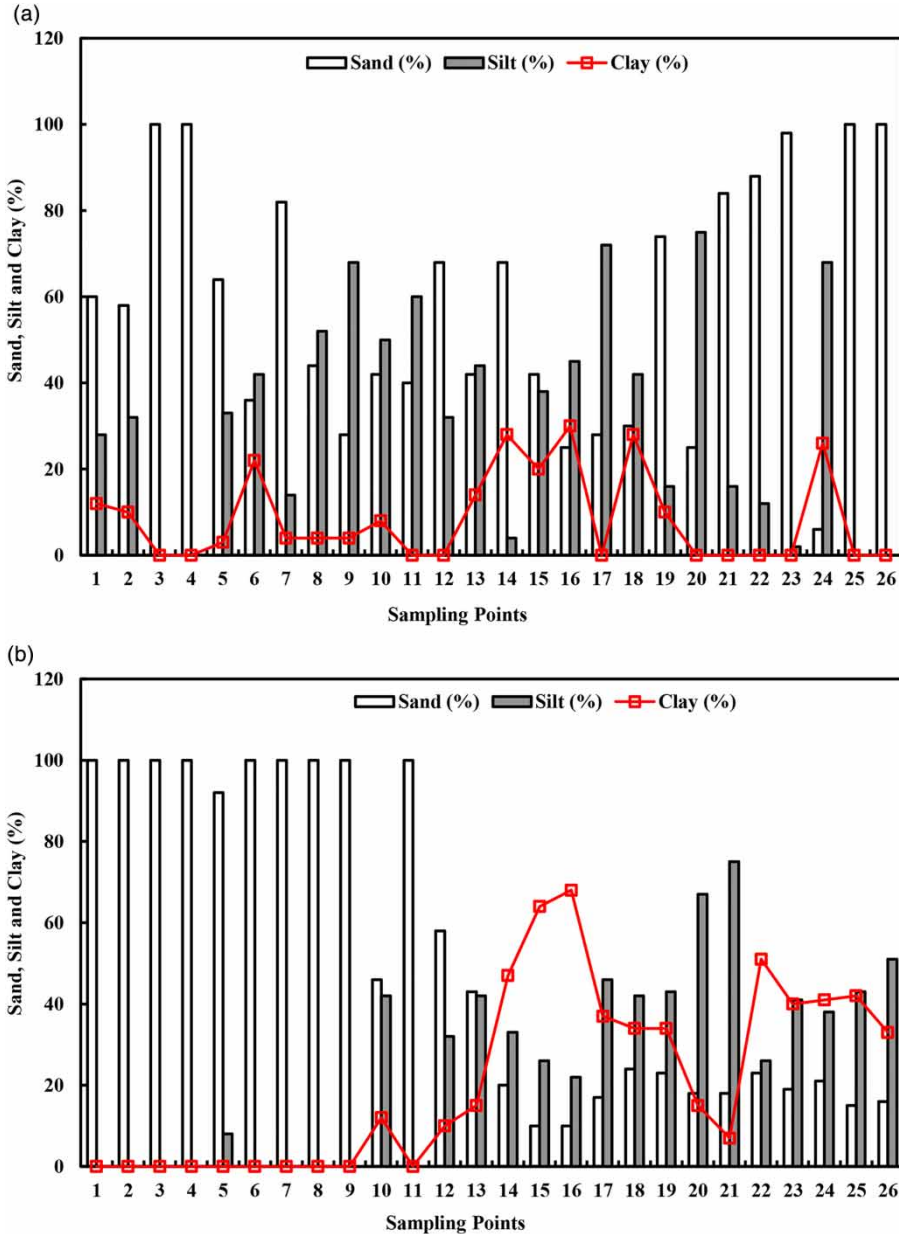 (a)
120
Sand (%) Silt (%) Clay (%)
100
80
60
40
20
0
Sand, Silt and Clay (%)
1 2 3 4 5 6 7 8 9 10 11 12 13 14 15 16 17 18 19 20 21 22 23 24 25 26
Sampling Points
(b)
120
Sand (%) Silt (%) Clay (%)
100
80
60
40
20
0
Sand, Silt and Clay (%)
1 2 3 4 5 6 7 8 9 10 11 12 13 14 15 16 17 18 19 20 21 22 23 24 25 26
Sampling Points